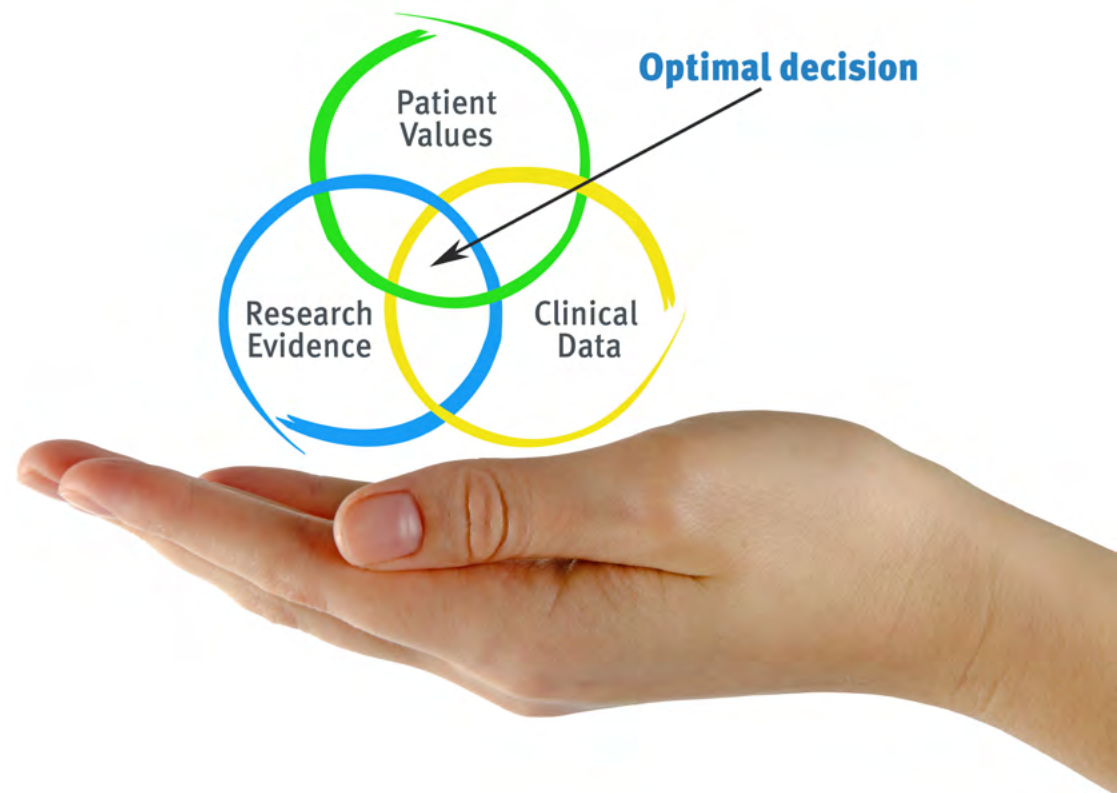 Optimal decision
Patient
Values
Research
Evidence
Clinical
Data